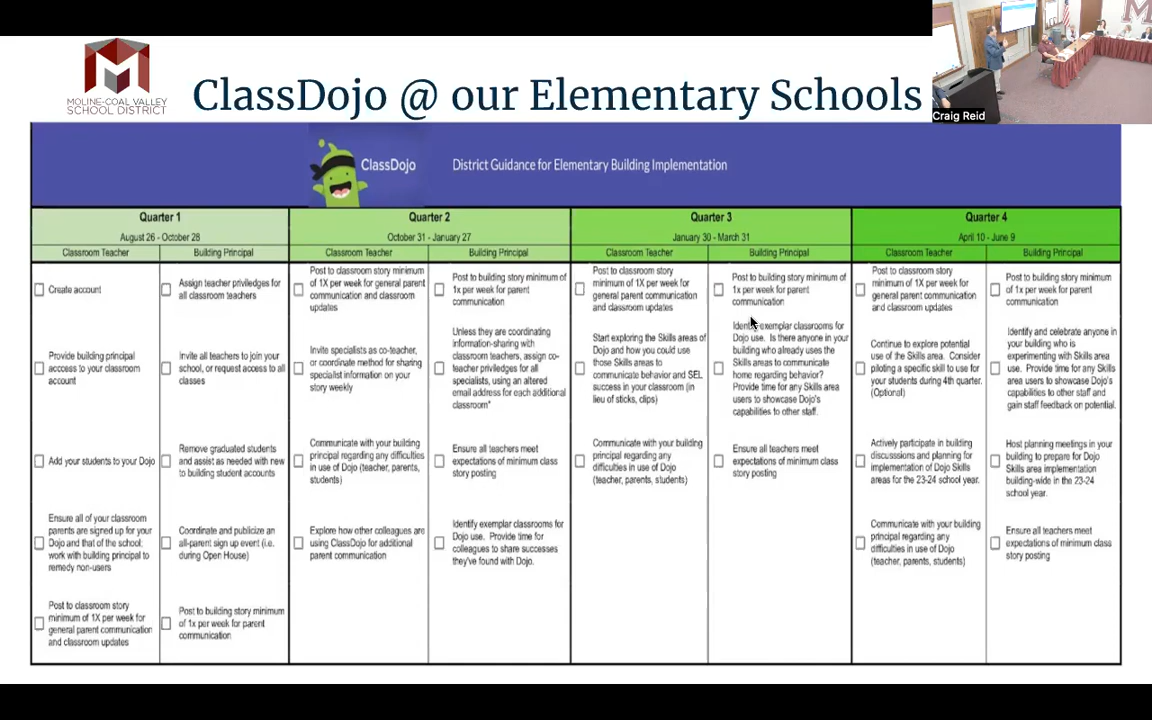 MOLINE-COAL VALLEY
SCHOOL DISTRICT
ClassDojo @ our Elementary Schools
Craig Reid
ClassDojo
District Guidance for Elementary Building Implementation
Quarter 1
August 26 - October 28
Classroom Teacher
Building Principal
Create account
Assign teacher priviledges for
all classroom teachers
Provide building principal
acccess to your classroom
account
Invite all teachers to join your
school, or request access to all
classes
Add your students to your Dojo
Remove graduated students
and assist as needed with new
to building student accounts
Ensure all of your classroom
parents are signed up for your
Dojo and that of the school;
work with building principal to
remedy non-users
Coordinate and publicize an
all-parent sign up event (i.e.
during Open House)
Post to classroom story
minimum of 1X per week for
general parent communication
and classroom updates
Post to building story minimum
of 1x per week for parent
communication
Quarter 2
October 31 - January 27
Classroom Teacher
Building Principal
Post to classroom story minimum
of 1X per week for general parent
communication and classroom
updates
Post to building story minimum of
1x per week for parent
communication
Invite specialists as co-teacher,
or coordinate method for sharing
specialist information on your
story weekly
Unless they are coordinating
information-sharing with
classroom teachers, assign co-
teacher priviledges for all
specialists, using an altered
email address for each additional
classroom*
Communicate with your building
principal regarding any difficulties
in use of Dojo (teacher, parents,
students)
Ensure all teachers meet
expectations of minimum class
story posting
Explore how other colleagues are
using ClassDojo for additional
parent communication
Identify exemplar classrooms for
Dojo use. Provide time for
colleagues to share successes
they've found with Dojo.
Quarter 3
January 30 - March 31
Classroom Teacher
Building Principal
Post to classroom story
minimum of 1X per week for
general parent communication
and classroom updates
Post to building story minimum of
1x per week for parent
communication
Start exploring the Skills areas of
Dojo and how you could use
those Skills areas to
communicate behavior and SEL
success in your classroom (in
lieu of sticks, clips)
Identify exemplar classrooms for
Dojo use. Is there anyone in your
building who already uses the
Skills areas to communicate
home regarding behavior?
Provide time for any Skills area
users to showcase Dojo's
capabilities to other staff.
Communicate with your building
principal regarding any
difficulties in use of Dojo
(teacher, parents, students)
Ensure all teachers meet
expectations of minimum class
story posting
Quarter 4
April 10 - June 9
Classroom Teacher
Building Principal
Post to classroom story
minimum of 1X per week for
general parent communication
and classroom updates
Post to building story minimum
of 1x per week for parent
communication
Continue to explore potential
use of the Skills area. Consider
piloting a specific skill to use for
your students during 4th quarter.
(Optional)
Identify and celebrate anyone in
your building who is
experimenting with Skills area
use. Provide time for any Skills
area users to showcase Dojo's
capabilities to other staff and
gain staff feedback on potential.
Actively participate in building
discusssions and planning for
implementation of Dojo Skills
areas for the 23-24 school year.
Host planning meetings in your
building to prepare for Dojo
Skills area implementation
building-wide in the 23-24
school year.
Communicate with your building
principal regarding any
difficulties in use of Dojo
(teacher, parents, students)
Ensure all teachers meet
expectations of minimum class
story posting